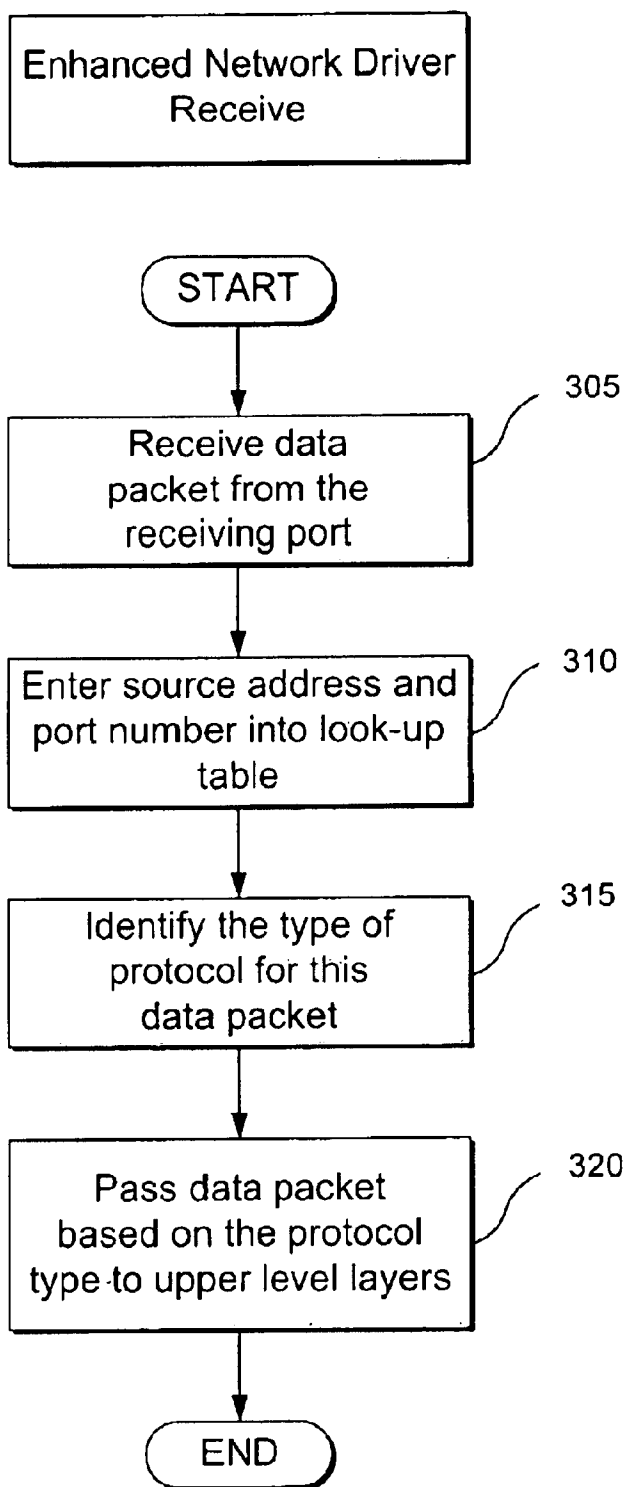 Enhanced Network Driver
Receive
START
305
Receive data
packet from the
receiving port
310
Enter source address and
port number into look-up
table
315
Identify the type of
protocol for this
data packet
320
Pass data packet
based on the protocol
type to upper level layers
END